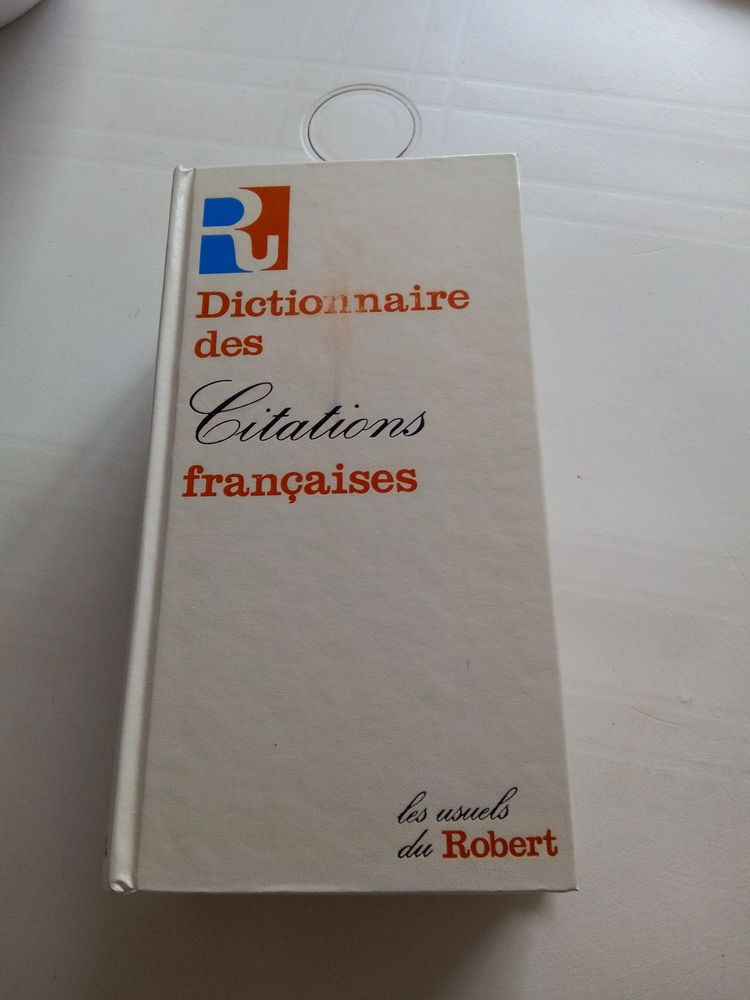 RU
Dictionnaire
des
Citations
françaises
les usuels
du Robert